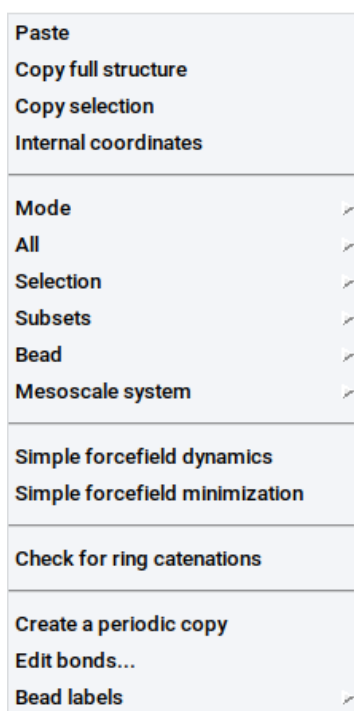 Paste
Copy full structure
Copy selection
Internal coordinates
Mode
All
Selection
Subsets
Bead
Mesoscale system
Simple forcefield dynamics
Simple forcefield minimization
Check for ring catenations
Create a periodic copy
Edit bonds...
Bead labels